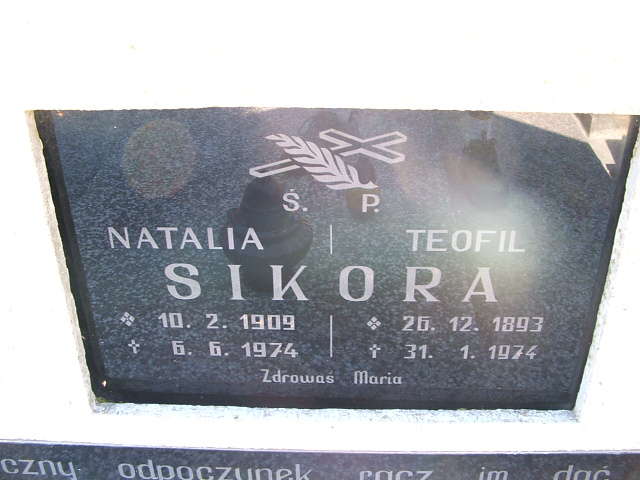 Ś. P.
NATALIA | TEOFIL
SIKORA
10. 2. 1909 | 26. 12. 1893
✝ 6. 6. 1974 | ✝ 31. 1. 1974
Zdrowaś Maria
czny odpoczynek racz im dać